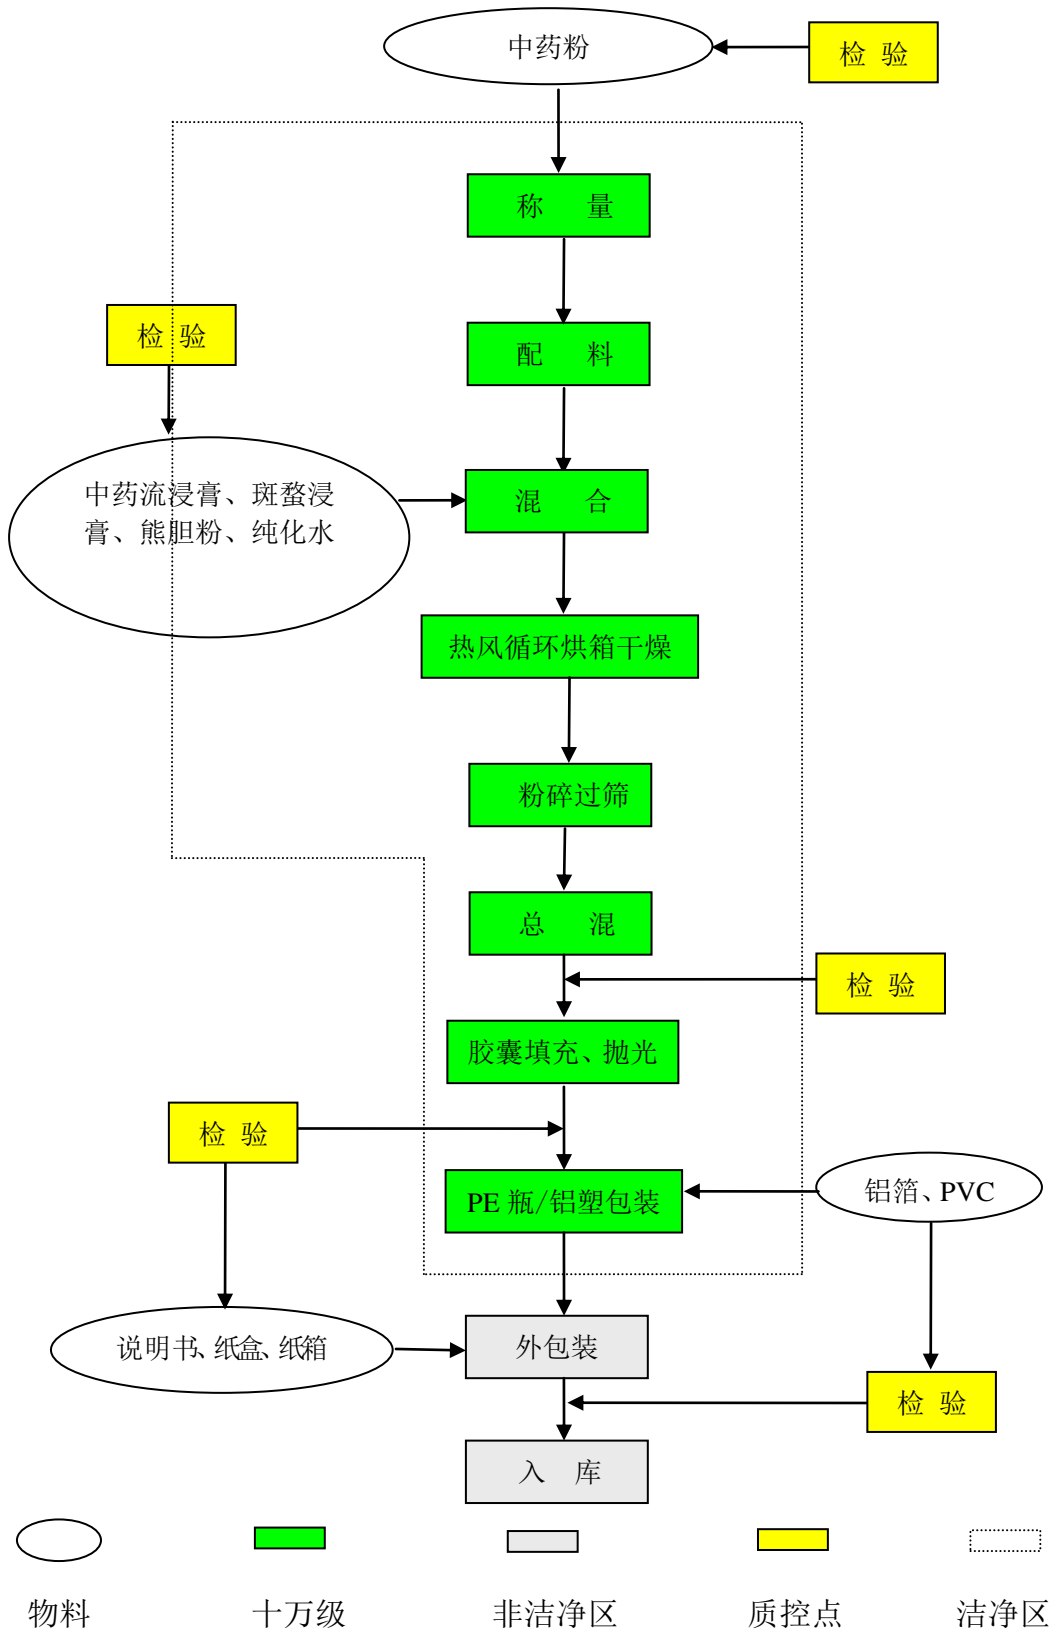 中药粉
检 验
称 量
检 验
配 料
中药流浸膏、斑蝥浸
膏、熊胆粉、纯化水
混 合
热风循环烘箱干燥
粉碎过筛
总 混
检 验
胶囊填充、抛光
检 验
PE 瓶/铝塑包装
铝箔、PVC
说明书、纸盒、纸箱
外包装
检 验
入 库
物料
十万级
非洁净区
质控点
洁净区